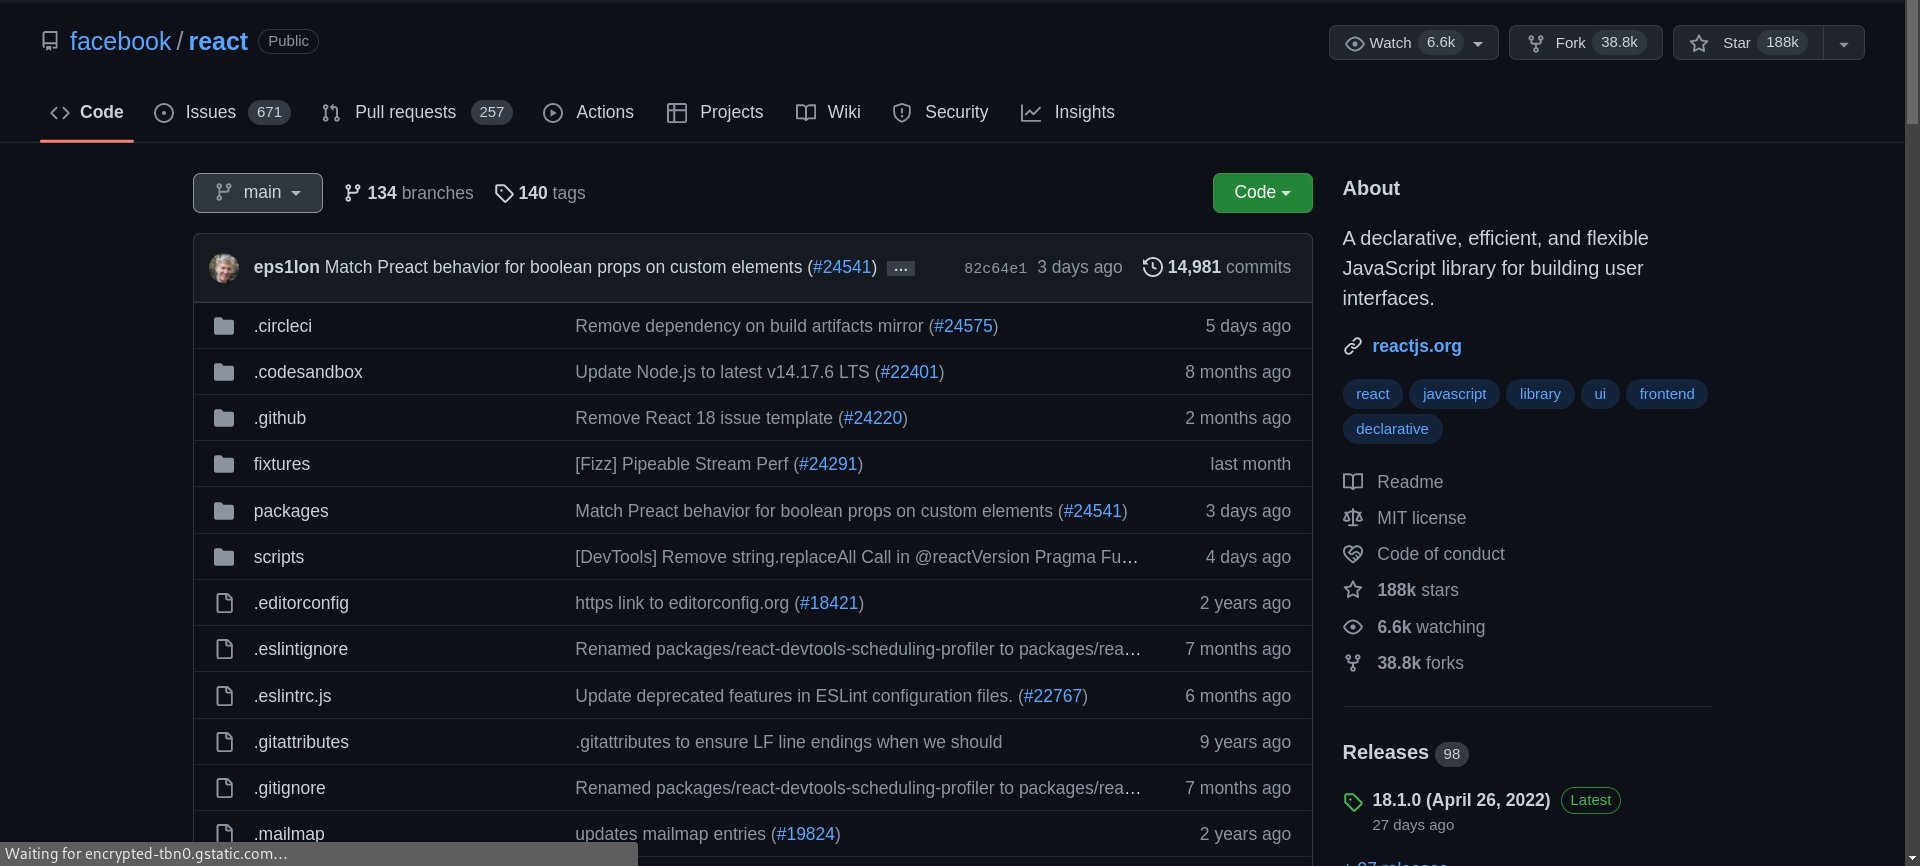 facebook / react Public
Watch 6.6k Fork 38.8k Star 188k
Code Issues 671 Pull requests 257 Actions Projects Wiki Security Insights
main 134 branches 140 tags Code
eps1lon Match Preact behavior for boolean props on custom elements (#24541) ... 82c64e1 3 days ago 14,981 commits
.circleci Remove dependency on build artifacts mirror (#24575) 5 days ago
.codesandbox Update Node.js to latest v14.17.6 LTS (#22401) 8 months ago
.github Remove React 18 issue template (#24220) 2 months ago
fixtures [Fizz] Pipeable Stream Perf (#24291) last month
packages Match Preact behavior for boolean props on custom elements (#24541) 3 days ago
scripts [DevTools] Remove string.replaceAll Call in @reactVersion Pragma Fu… 4 days ago
.editorconfig https link to editorconfig.org (#18421) 2 years ago
.eslintignore Renamed packages/react-devtools-scheduling-profiler to packages/rea… 7 months ago
.eslintrc.js Update deprecated features in ESLint configuration files. (#22767) 6 months ago
.gitattributes .gitattributes to ensure LF line endings when we should 9 years ago
.gitignore Renamed packages/react-devtools-scheduling-profiler to packages/rea… 7 months ago
.mailmap updates mailmap entries (#19824) 2 years ago
About
A declarative, efficient, and flexible
JavaScript library for building user
interfaces.
reactjs.org
react javascript library ui frontend
declarative
Readme
MIT license
Code of conduct
188k stars
6.6k watching
38.8k forks
Releases 98
18.1.0 (April 26, 2022) Latest
27 days ago
+ 97 releases
Waiting for encrypted-tbn0.gstatic.com…